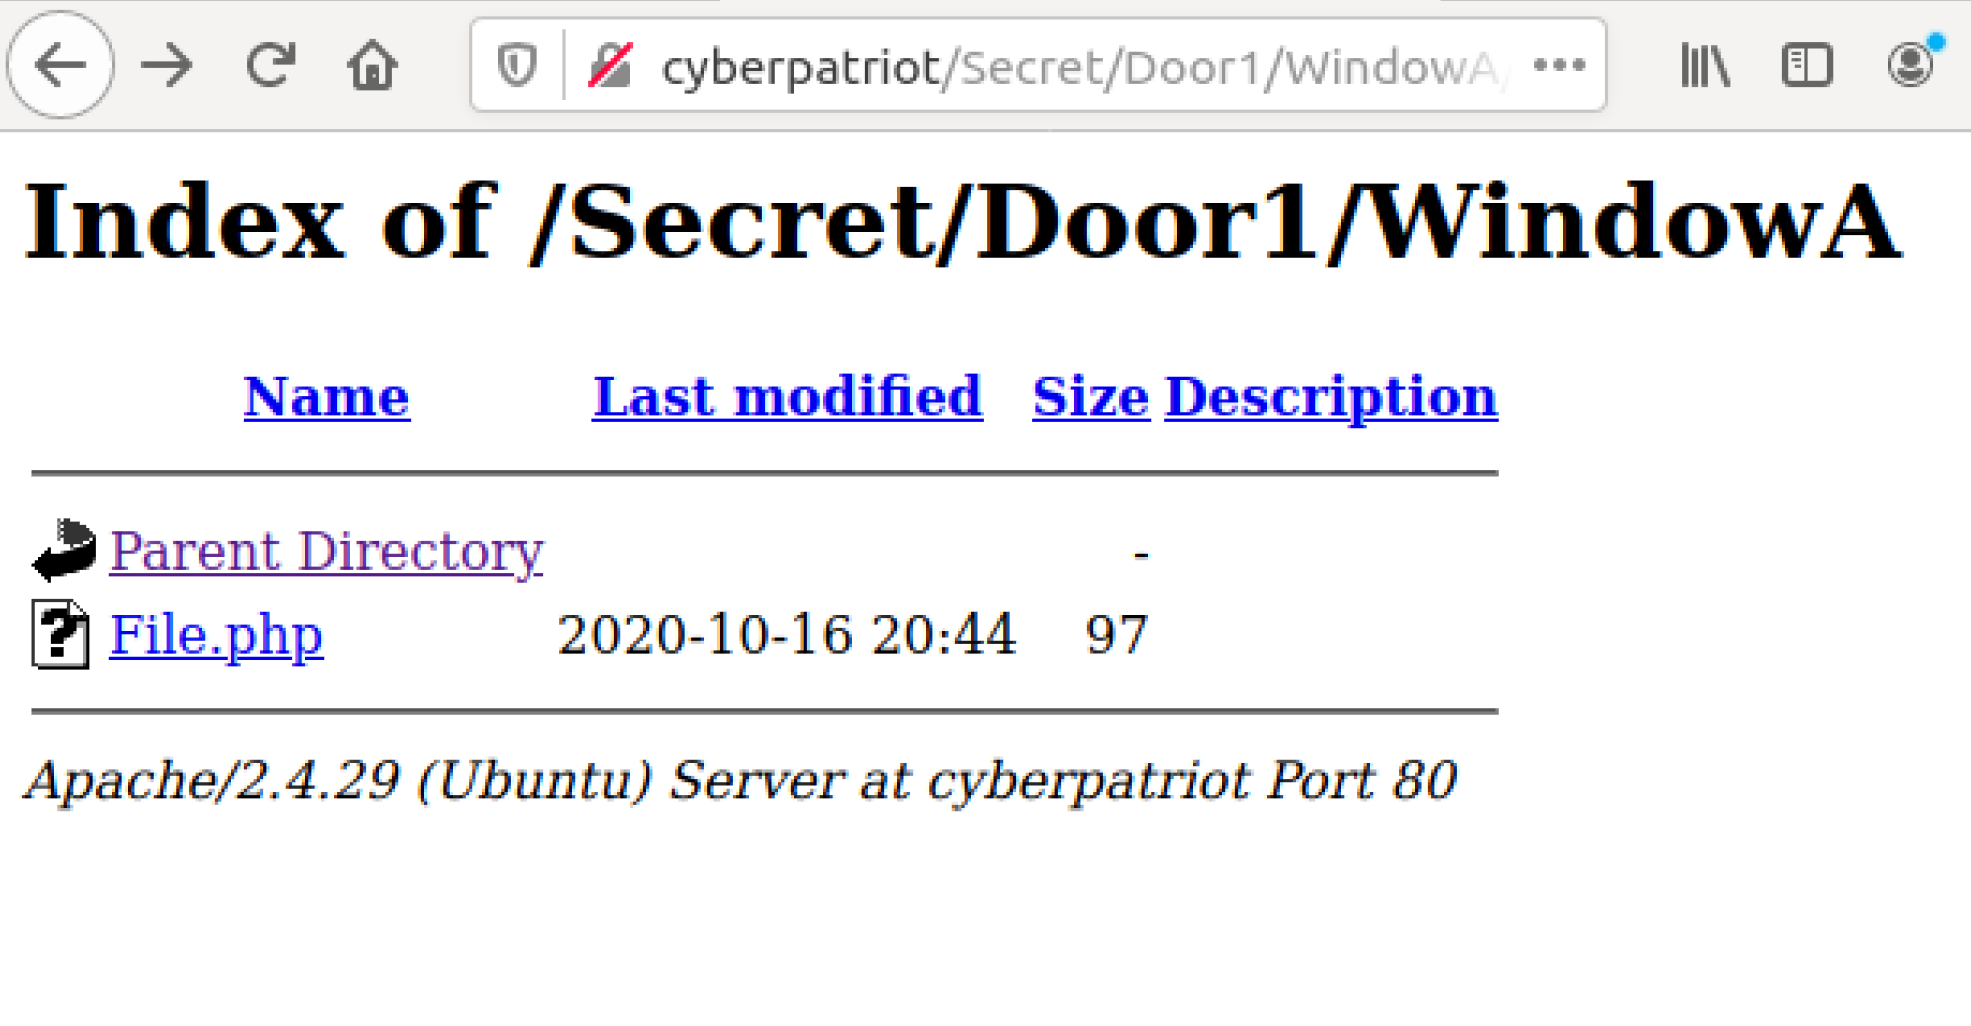 cyberpatriot/Secret/Door1/WindowA/
Index of /Secret/Door1/WindowA
Name Last modified Size Description
Parent Directory -
? File.php 2020-10-16 20:44 97
Apache/2.4.29 (Ubuntu) Server at cyberpatriot Port 80